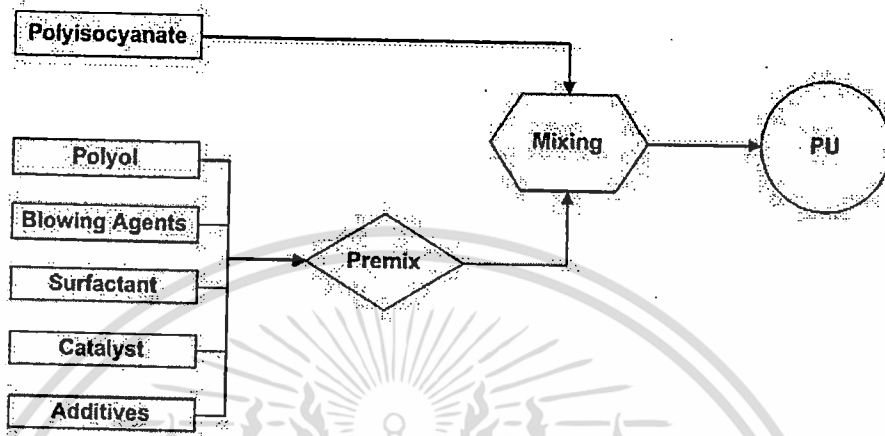 Polyisocyanate
Polyol
Blowing Agents
Surfactant
Catalyst
Additives
Premix
Mixing
PU